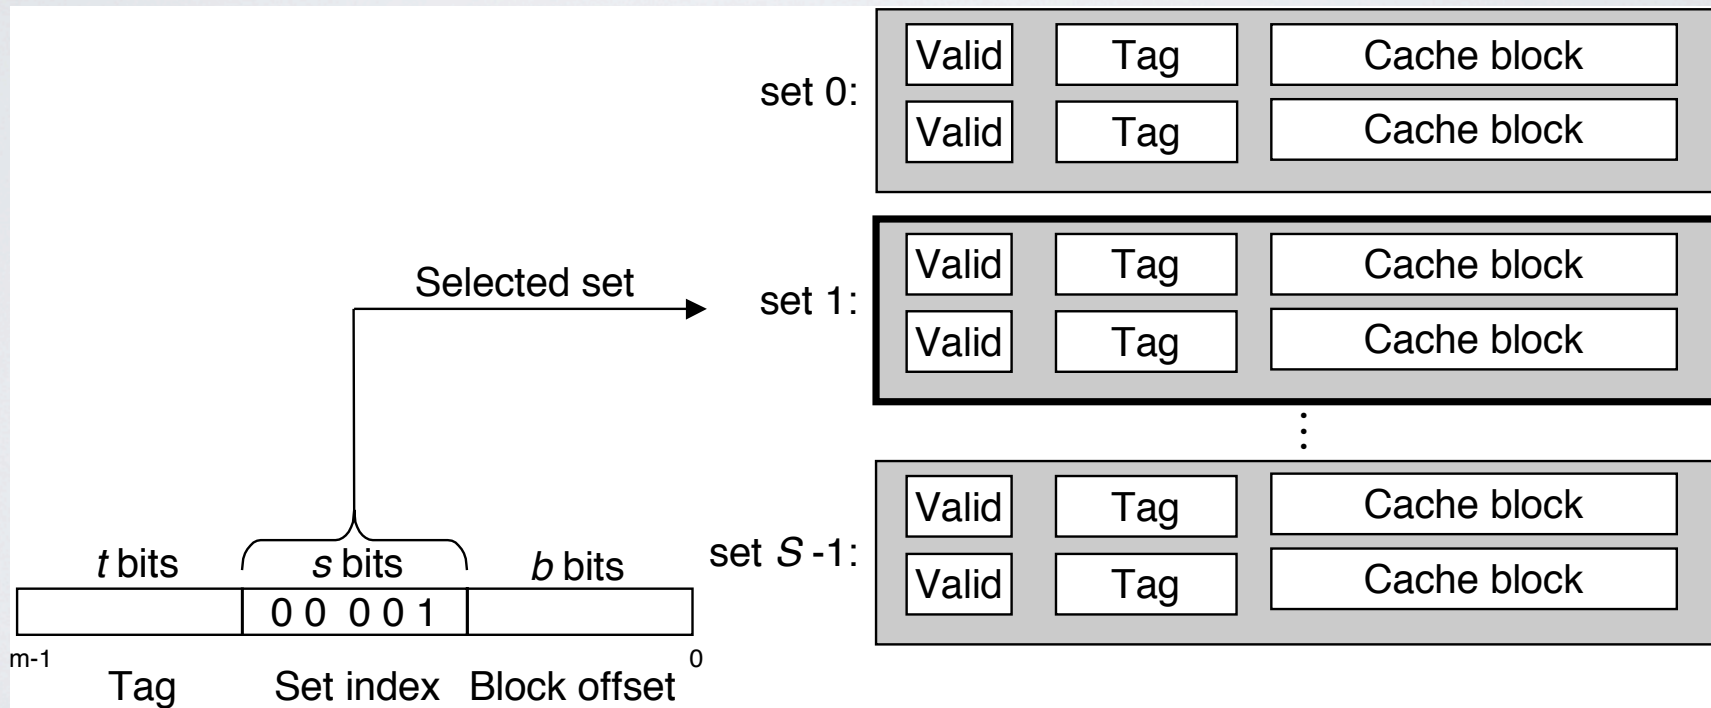 set 0:
Valid Tag Cache block
Valid Tag Cache block
Selected set
set 1:
Valid Tag Cache block
Valid Tag Cache block
⋮
set S -1:
Valid Tag Cache block
Valid Tag Cache block
t bits s bits b bits
0 0 0 0 1
m-1 0
Tag Set index Block offset